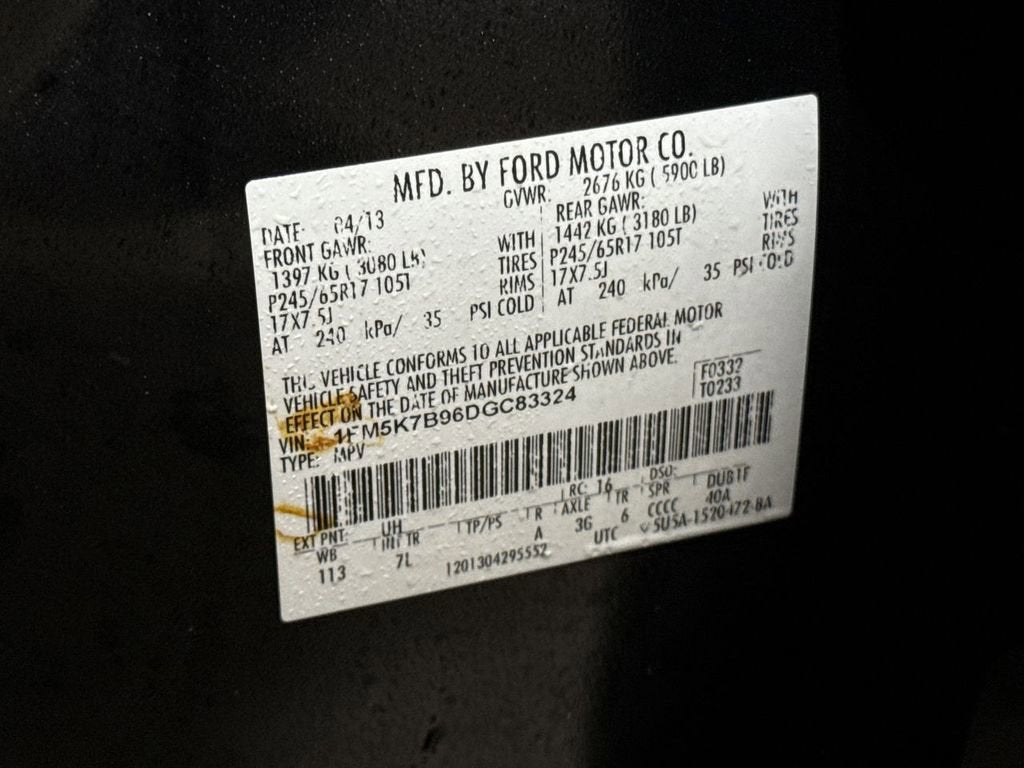 MFD. BY FORD MOTOR CO.
DATE: 04/13 GVWR: 2676 KG ( 5900 LB)
FRONT GAWR: REAR GAWR:
1397 KG ( 3080 LB) WITH 1442 KG ( 3180 LB) WITH
P245/65R17 105T TIRES P245/65R17 105T TIRES
17X7.5J RIMS 17X7.5J RIMS
AT 240 kPa/ 35 PSI COLD AT 240 kPa/ 35 PSI COLD
THIS VEHICLE CONFORMS TO ALL APPLICABLE FEDERAL MOTOR
VEHICLE SAFETY AND THEFT PREVENTION STANDARDS IN
EFFECT ON THE DATE OF MANUFACTURE SHOWN ABOVE.
VIN: 1FM5K7B96DGC83324 F0332
TYPE: MPV T0233
EXT PNT: UH RC: 16 DSO:
WB INT TR TP/PS R AXLE TR SPR DUB1F
113 7L A 3G 6 CCCC 40A
1201304295552 UTC